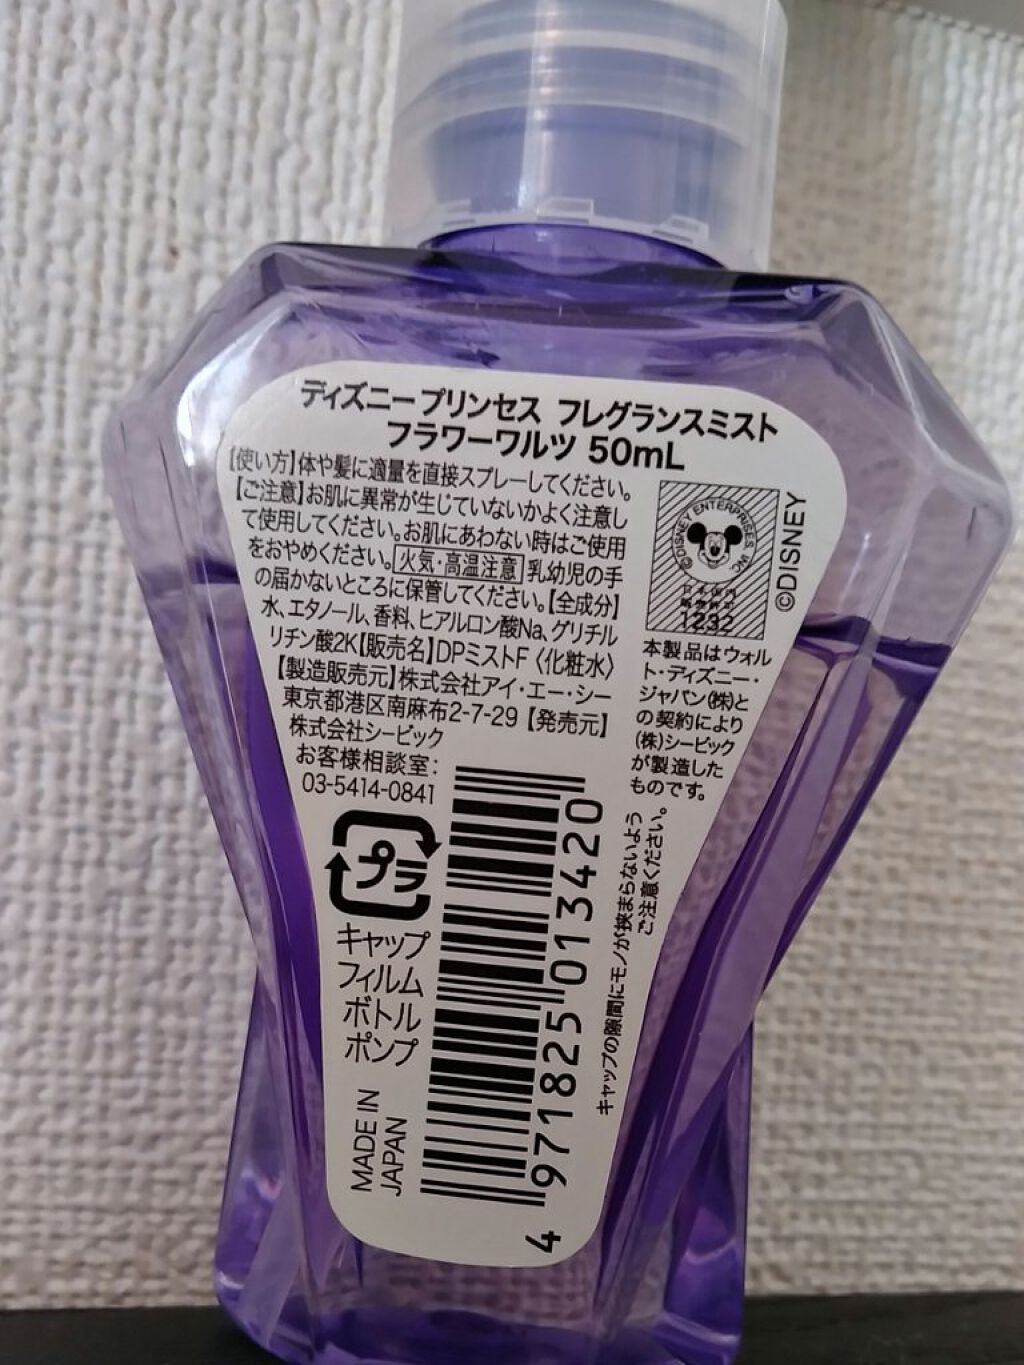 ディズニープリンセス フレグランスミスト
フラワーワルツ 50mL
【使い方】体や髪に適量を直接スプレーしてください。
【ご注意】お肌に異常が生じていないかよく注意し
て使用してください。お肌にあわない時はご使用
をおやめください。火気・高温注意 乳幼児の手
の届かないところに保管してください。【全成分】
水、エタノール、香料、ヒアルロン酸Na、グリチル
リチン酸2K【販売名】DPミストF〈化粧水〉
【製造販売元】株式会社アイ・エー・シー
東京都港区南麻布2-7-29【発売元】
株式会社シービック
お客様相談室：
03-5414-0841
プラ
キャップ
フィルム
ボトル
ポンプ
MADE IN
JAPAN
4 971825 013420
©DISNEY ENTERPRISES INC
1232
©DISNEY
本製品はウォル
ト・ディズニー・
ジャパン(株)と
の契約により
(株)シービック
が製造した
ものです。
キャップの隙間にモノが挟まらないよう
ご注意ください。